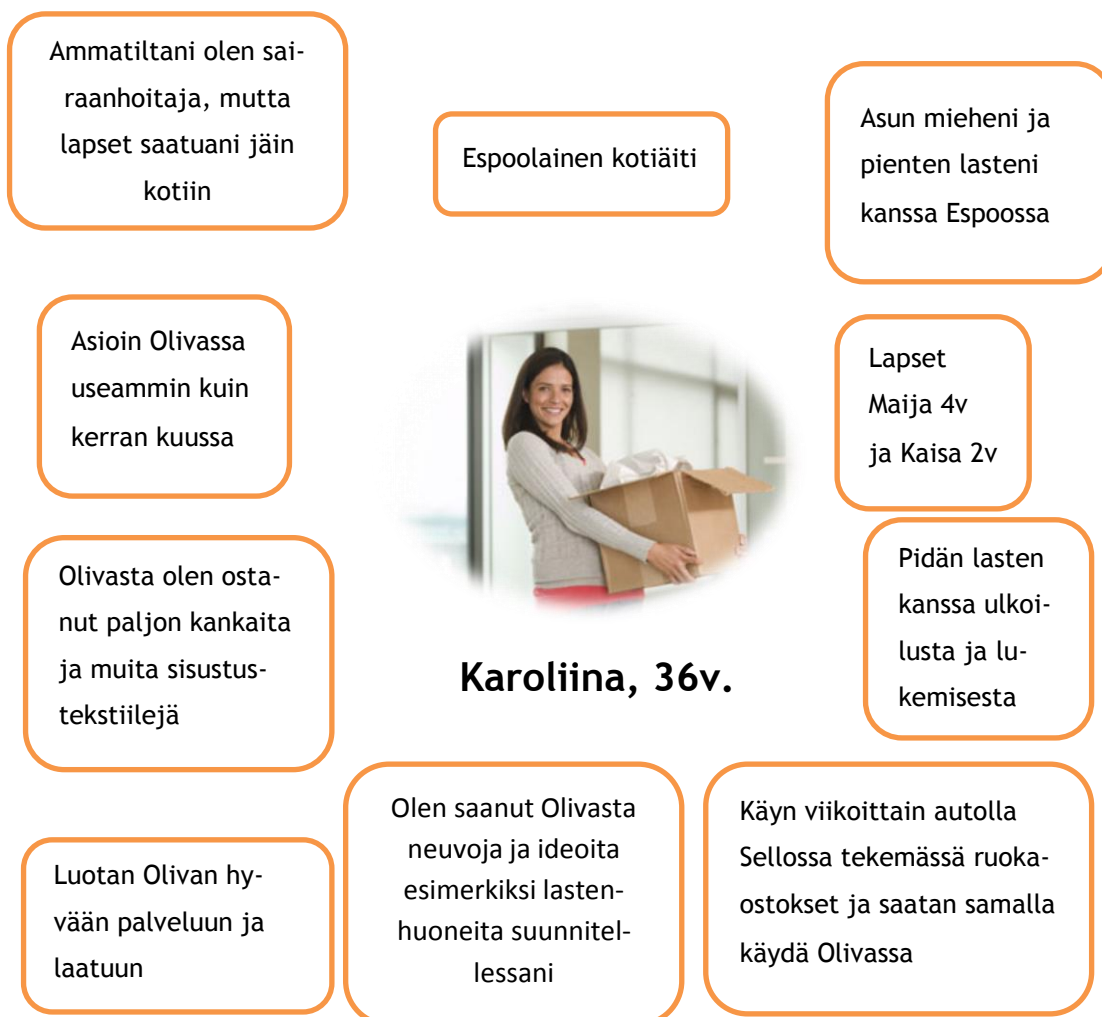 Ammatiltani olen sai-
raanhoitaja, mutta
lapset saatuani jäin
kotiin
Espoolainen kotiäiti
Asun mieheni ja
pienten lasteni
kanssa Espoossa
Asioin Olivassa
useammin kuin
kerran kuussa
Lapset
Maija 4v
ja Kaisa 2v
Olivasta olen osta-
nut paljon kankaita
ja muita sisustus-
tekstiilejä
Pidän lasten
kanssa ulkoi-
lusta ja lu-
kemisesta
Karoliina, 36v.
Luotan Olivan hy-
vään palveluun ja
laatuun
Olen saanut Olivasta
neuvoja ja ideoita
esimerkiksi lasten-
huoneita suunnitel-
lessani
Käyn viikoittain autolla
Sellossa tekemässä ruoka-
ostokset ja saatan samalla
käydä Olivassa